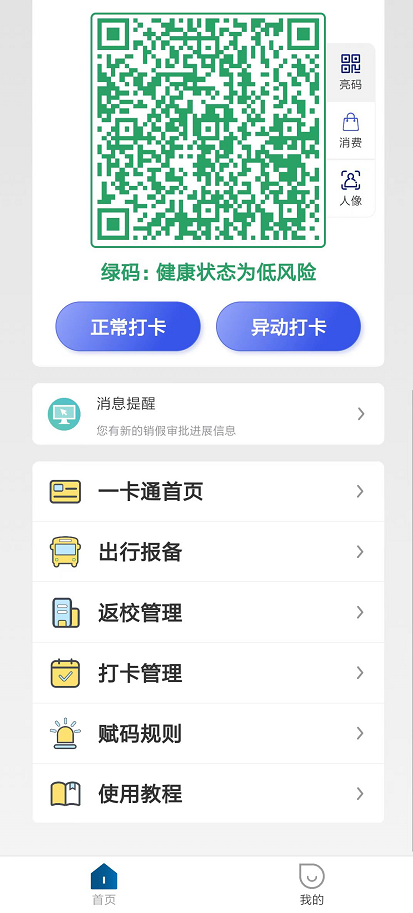 亮码
消费
人像
绿码：健康状态为低风险
正常打卡
异动打卡
消息提醒
您有新的销假审批进展信息
一卡通首页
出行报备
返校管理
打卡管理
赋码规则
使用教程
首页
我的